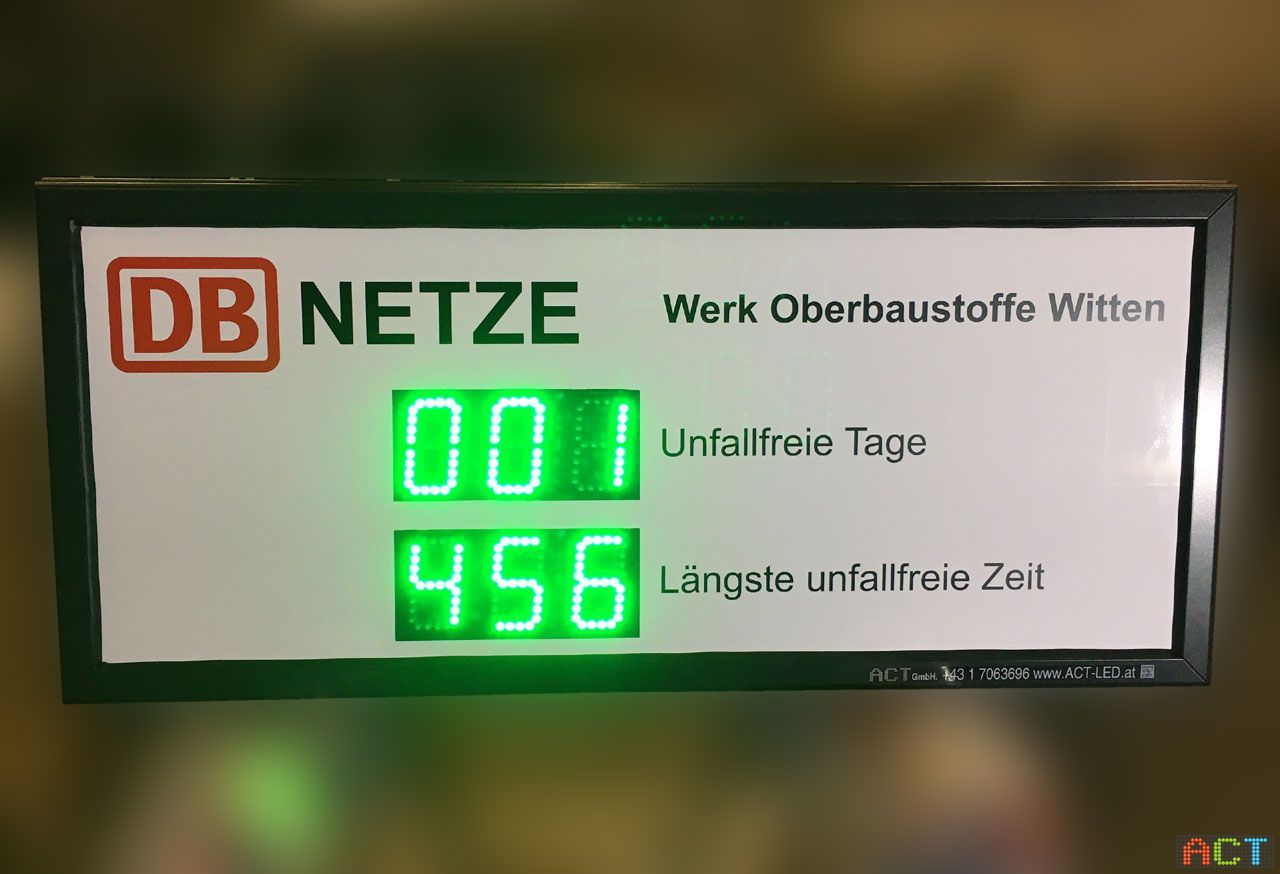 DB NETZE
Werk Oberbaustoffe Witten
001 Unfallfreie Tage
456 Längste unfallfreie Zeit
ACT GmbH. +43 1 7063696 www.ACT-LED.at
ACT